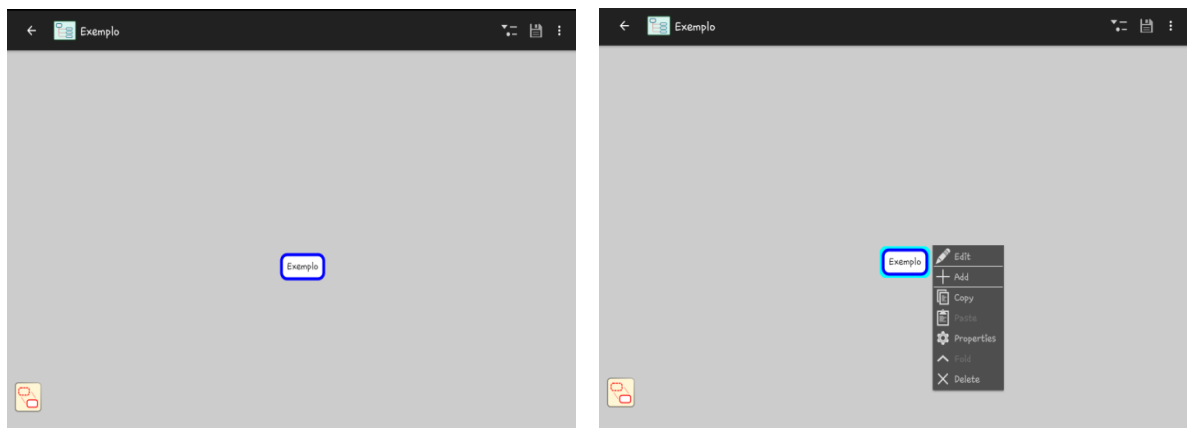 Exemplo
Exemplo
Exemplo
Exemplo
Edit
Add
Copy
Paste
Properties
Fold
Delete